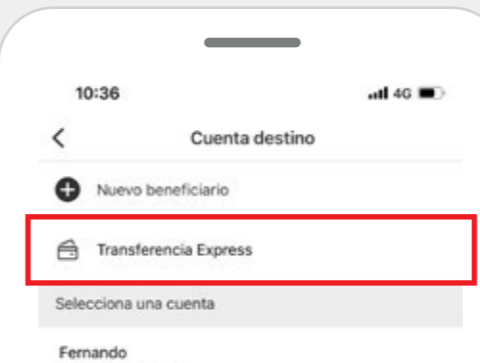 10:36
4G
Cuenta destino
Nuevo beneficiario
Transferencia Express
Selecciona una cuenta
Fernando